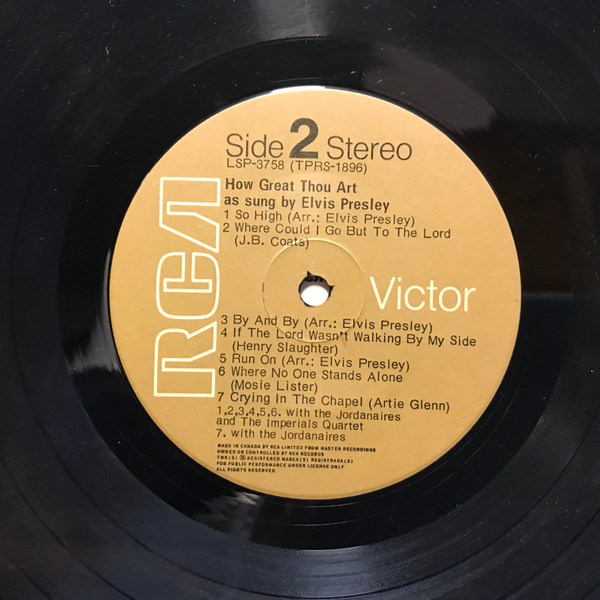 Side 2 Stereo
LSP-3758 (TPRS-1896)
How Great Thou Art
as sung by Elvis Presley
1 So High (Arr.: Elvis Presley)
2 Where Could I Go But To The Lord
(J.B. Coats)
RCA
Victor
3 By And By (Arr.: Elvis Presley)
4 If The Lord Wasn't Walking By My Side
(Henry Slaughter)
5 Run On (Arr.: Elvis Presley)
6 Where No One Stands Alone
(Mosie Lister)
7 Crying In The Chapel (Artie Glenn)
1,2,3,4,5,6. with the Jordanaires
and The Imperials Quartet
7. with the Jordanaires
MADE IN CANADA BY RCA LIMITED FROM MASTER RECORDINGS
OWNED OR CONTROLLED BY RCA RECORDS
TMK(S) ® REGISTERED MARCA(S) REGISTRADA(S)
FOR PUBLIC PERFORMANCE UNDER LICENSE ONLY
ALL RIGHTS RESERVED